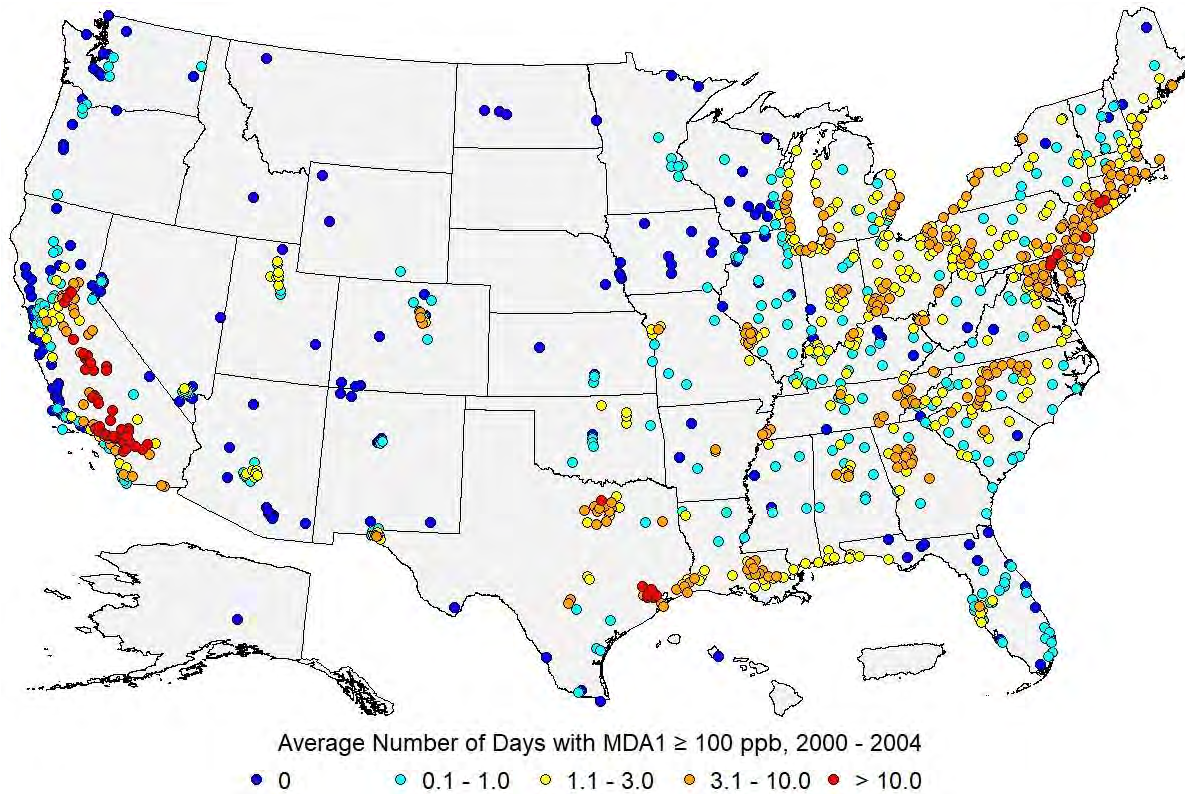 Average Number of Days with MDA1 ≥ 100 ppb, 2000 - 2004
0 0.1 - 1.0 1.1 - 3.0 3.1 - 10.0 > 10.0